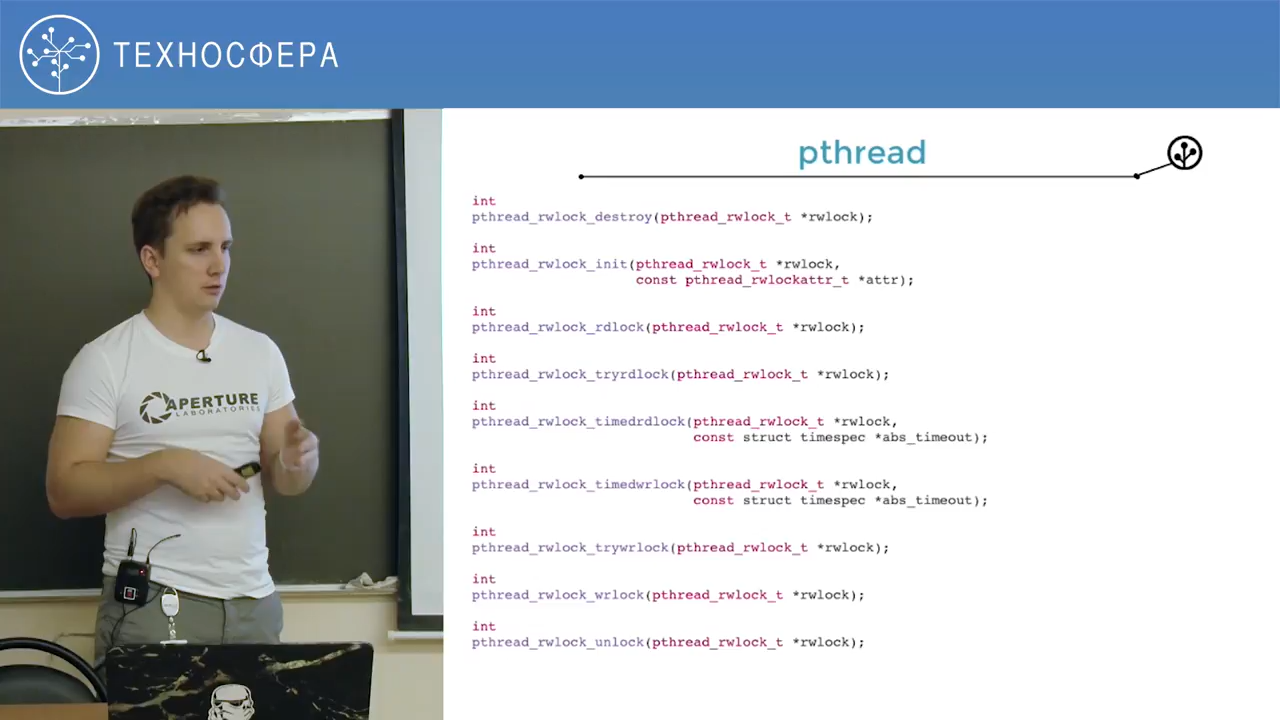 ТЕХНОСФЕРА
APERTURE
LABORATORIES
pthread
int
pthread_rwlock_destroy(pthread_rwlock_t *rwlock);
int
pthread_rwlock_init(pthread_rwlock_t *rwlock,
const pthread_rwlockattr_t *attr);
int
pthread_rwlock_rdlock(pthread_rwlock_t *rwlock);
int
pthread_rwlock_tryrdlock(pthread_rwlock_t *rwlock);
int
pthread_rwlock_timedrdlock(pthread_rwlock_t *rwlock,
const struct timespec *abs_timeout);
int
pthread_rwlock_timedwrlock(pthread_rwlock_t *rwlock,
const struct timespec *abs_timeout);
int
pthread_rwlock_trywrlock(pthread_rwlock_t *rwlock);
int
pthread_rwlock_wrlock(pthread_rwlock_t *rwlock);
int
pthread_rwlock_unlock(pthread_rwlock_t *rwlock);